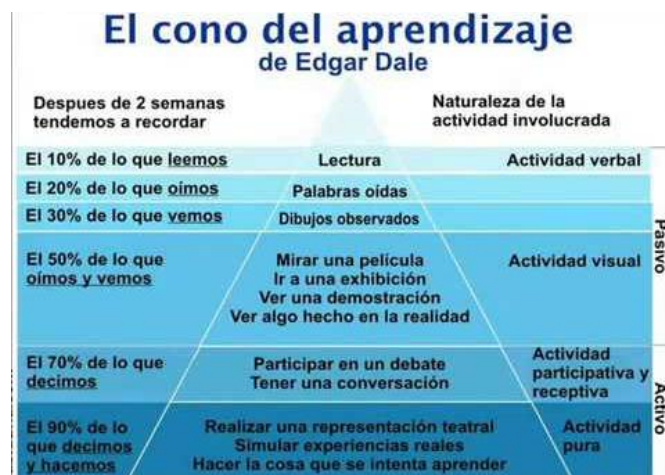 El cono del aprendizaje
de Edgar Dale
Despues de 2 semanas
tendemos a recordar
Naturaleza de la
actividad involucrada
El 10% de lo que leemos
Lectura
Actividad verbal
El 20% de lo que oimos
Palabras oídas
El 30% de lo que vemos
Dibujos observados
El 50% de lo que
oímos y vemos
Mirar una película
Ir a una exhibición
Ver una demostración
Ver algo hecho en la realidad
Actividad visual
Pasivo
El 70% de lo que
decimos
Participar en un debate
Tener una conversación
Actividad
participativa y
receptiva
El 90% de lo
que decimos
y hacemos
Realizar una representación teatral
Simular experiencias reales
Hacer la cosa que se intenta aprender
Actividad
pura
Activo